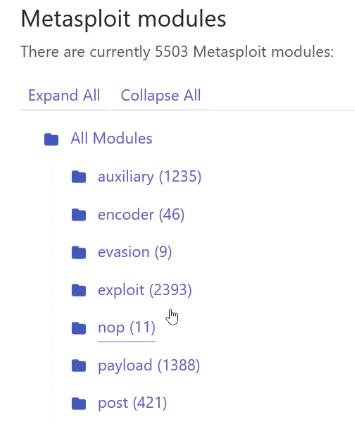 Metasploit modules
There are currently 5503 Metasploit modules:
Expand All Collapse All
All Modules
auxiliary (1235)
encoder (46)
evasion (9)
exploit (2393)
nop (11)
payload (1388)
post (421)